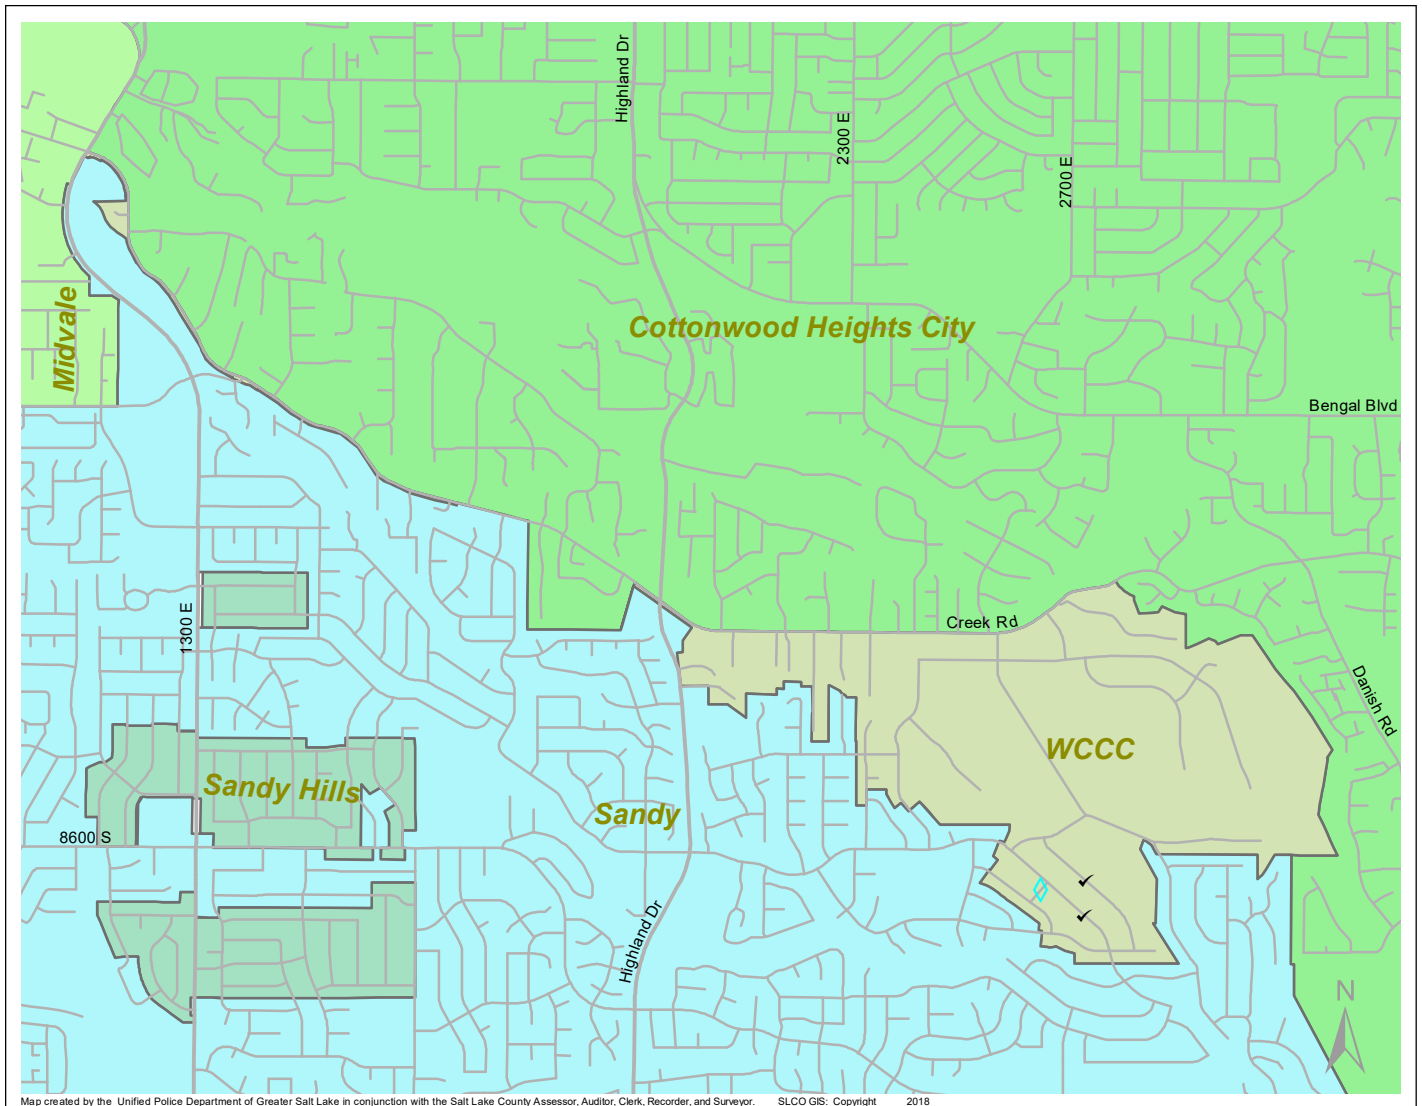 Highland Dr
2300 E
2700 E
Midvale
Cottonwood Heights City
Bengal Blvd
1300 E
Creek Rd
Danish Rd
WCCC
Sandy Hills
Sandy
8600 S
Highland Dr
N
Map created by the Unified Police Department of Greater Salt Lake in conjunction with the Salt Lake County Assessor, Auditor, Clerk, Recorder, and Surveyor. SLCO GIS: Copyright 2018